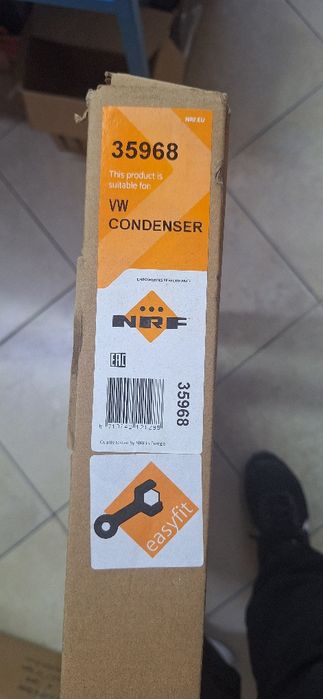 NRF.EU
35968
This product is
suitable for:
VW
CONDENSER
NRF
EAC
35968
easyfit